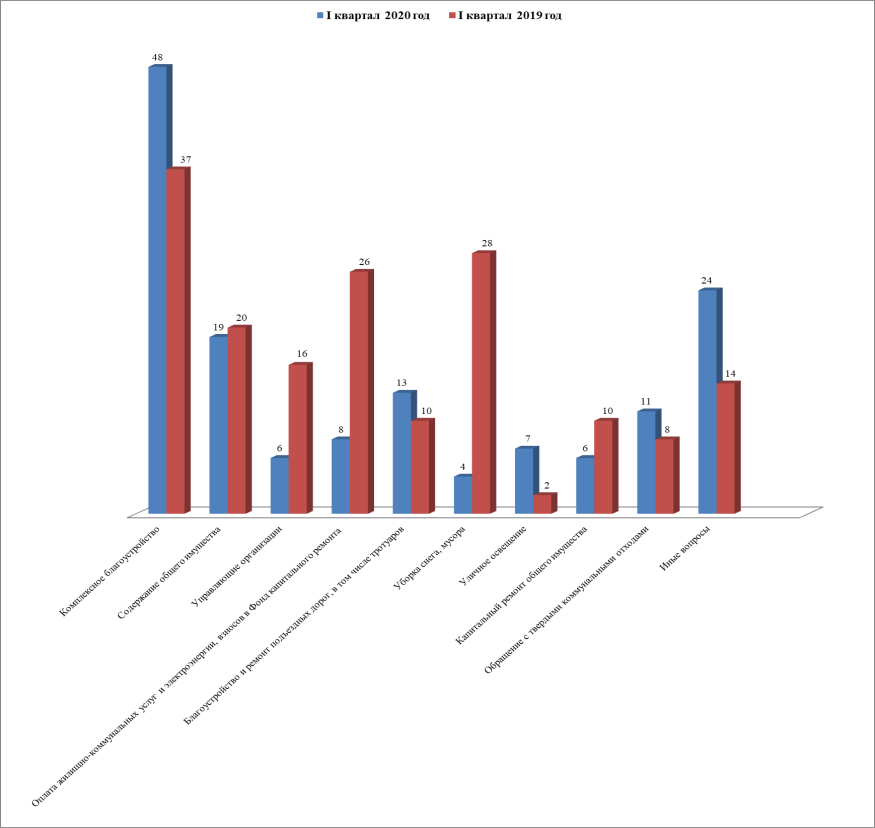 I квартал 2020 год I квартал 2019 год
48
37
19
20
6
16
8
26
13
10
4
28
7
2
6
10
11
8
24
14
Комплексное благоустройство
Содержание общего имущества
Управляющие организации
Оплата жилищно-коммунальных услуг и электроэнергии, взносов в Фонд капитального ремонта
Благоустройство и ремонт подъездных дорог, в том числе тротуаров
Уборка снега, мусора
Уличное освещение
Капитальный ремонт общего имущества
Обращение с твердыми коммунальными отходами
Иные вопросы